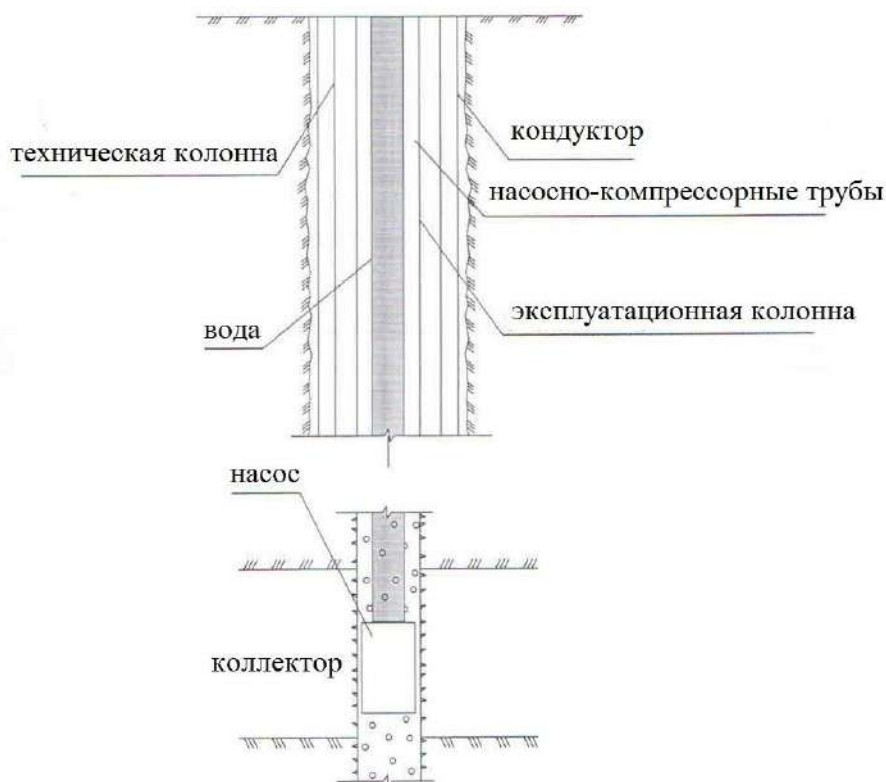 кондуктор
техническая колонна
насосно-компрессорные трубы
эксплуатационная колонна
вода
насос
коллектор